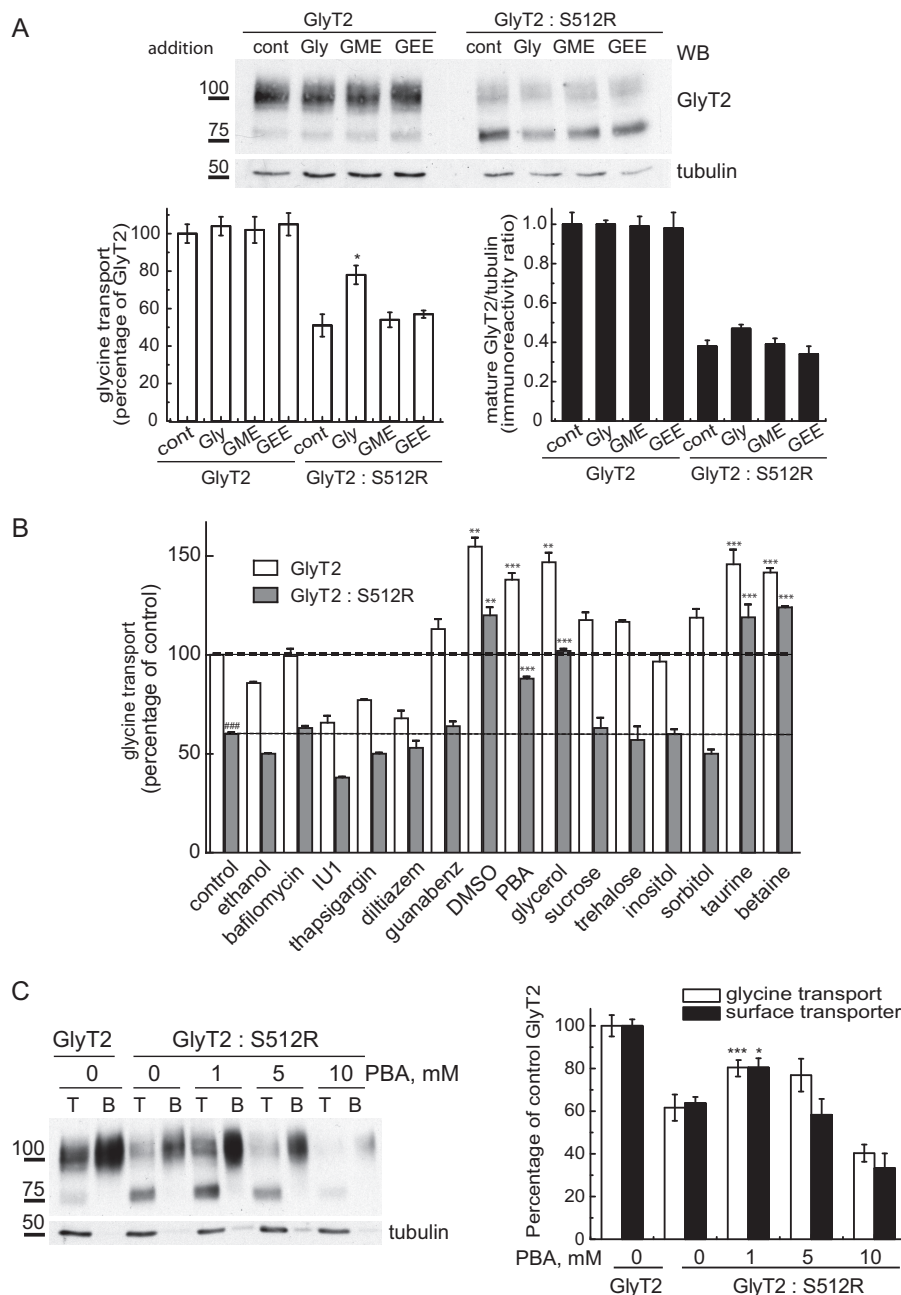 A
GlyT2
GlyT2 : S512R
addition
cont Gly GME GEE
cont Gly GME GEE
WB
100
GlyT2
75
50
tubulin
glycine transport
(percentage of GlyT2)
100
80
60
40
20
0
*
cont Gly GME GEE cont Gly GME GEE
GlyT2
GlyT2 : S512R
mature GlyT2/tubulin
(immunoreactivity ratio)
1.0
0.8
0.6
0.4
0.2
0
cont Gly GME GEE cont Gly GME GEE
GlyT2
GlyT2 : S512R
B
glycine transport
(percentage of control)
150
100
50
0
GlyT2
GlyT2 : S512R
###
** ** *** *** ** *** *** *** *** ***
control
ethanol
bafilomycin
IU1
thapsigargin
diltiazem
guanabenz
DMSO
PBA
glycerol
sucrose
trehalose
inositol
sorbitol
taurine
betaine
C
GlyT2
GlyT2 : S512R
0 0 1 5 10 PBA, mM
T B T B T B T B T B
100
75
50
tubulin
glycine transport
surface transporter
Percentage of control GlyT2
100
80
60
40
20
0
*** *
PBA, mM 0 0 1 5 10
GlyT2
GlyT2 : S512R